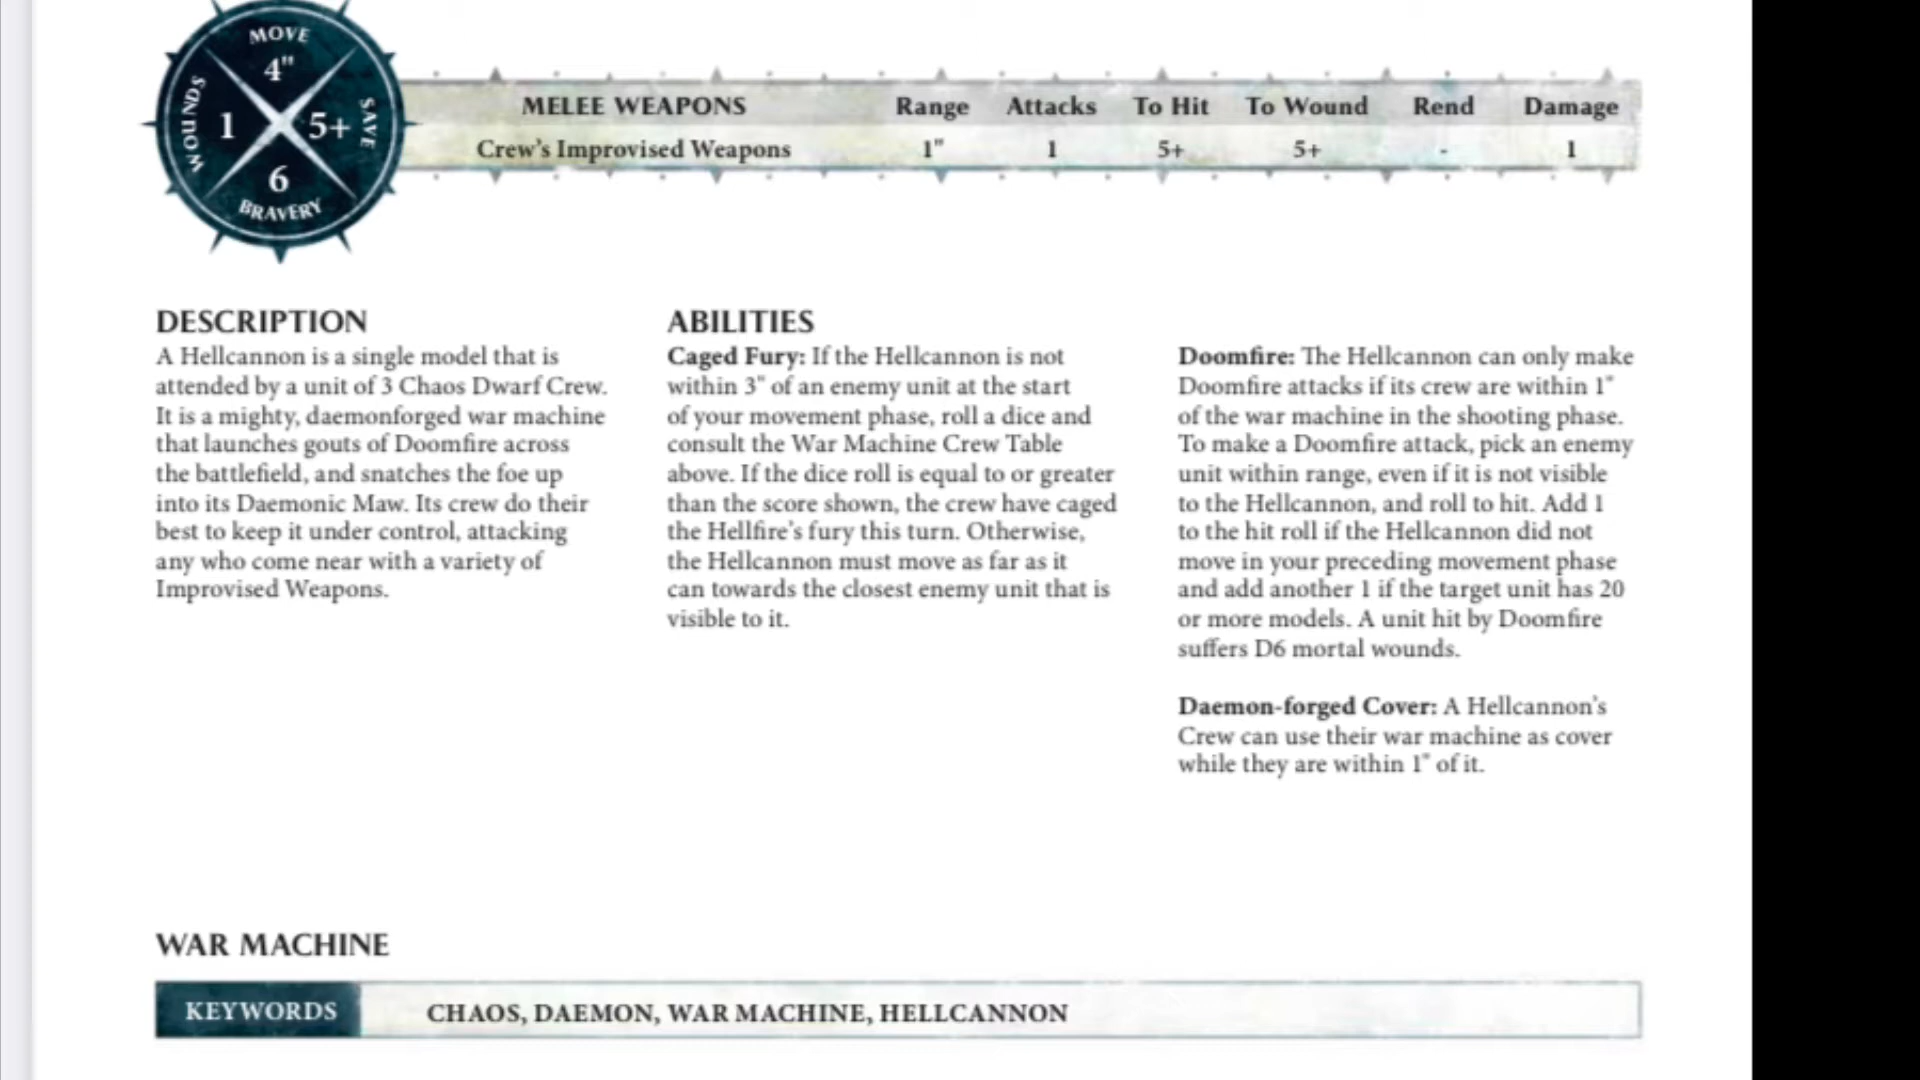 MOVE
4"
WOUNDS
1
5+
SAVE
6
BRAVERY
MELEE WEAPONS Range Attacks To Hit To Wound Rend Damage
Crew's Improvised Weapons 1" 1 5+ 5+ - 1
DESCRIPTION
A Hellcannon is a single model that is
attended by a unit of 3 Chaos Dwarf Crew.
It is a mighty, daemonforged war machine
that launches gouts of Doomfire across
the battlefield, and snatches the foe up
into its Daemonic Maw. Its crew do their
best to keep it under control, attacking
any who come near with a variety of
Improvised Weapons.
ABILITIES
Caged Fury: If the Hellcannon is not
within 3" of an enemy unit at the start
of your movement phase, roll a dice and
consult the War Machine Crew Table
above. If the dice roll is equal to or greater
than the score shown, the crew have caged
the Hellfire's fury this turn. Otherwise,
the Hellcannon must move as far as it
can towards the closest enemy unit that is
visible to it.
Doomfire: The Hellcannon can only make
Doomfire attacks if its crew are within 1"
of the war machine in the shooting phase.
To make a Doomfire attack, pick an enemy
unit within range, even if it is not visible
to the Hellcannon, and roll to hit. Add 1
to the hit roll if the Hellcannon did not
move in your preceding movement phase
and add another 1 if the target unit has 20
or more models. A unit hit by Doomfire
suffers D6 mortal wounds.
Daemon-forged Cover: A Hellcannon's
Crew can use their war machine as cover
while they are within 1" of it.
WAR MACHINE
KEYWORDS CHAOS, DAEMON, WAR MACHINE, HELLCANNON